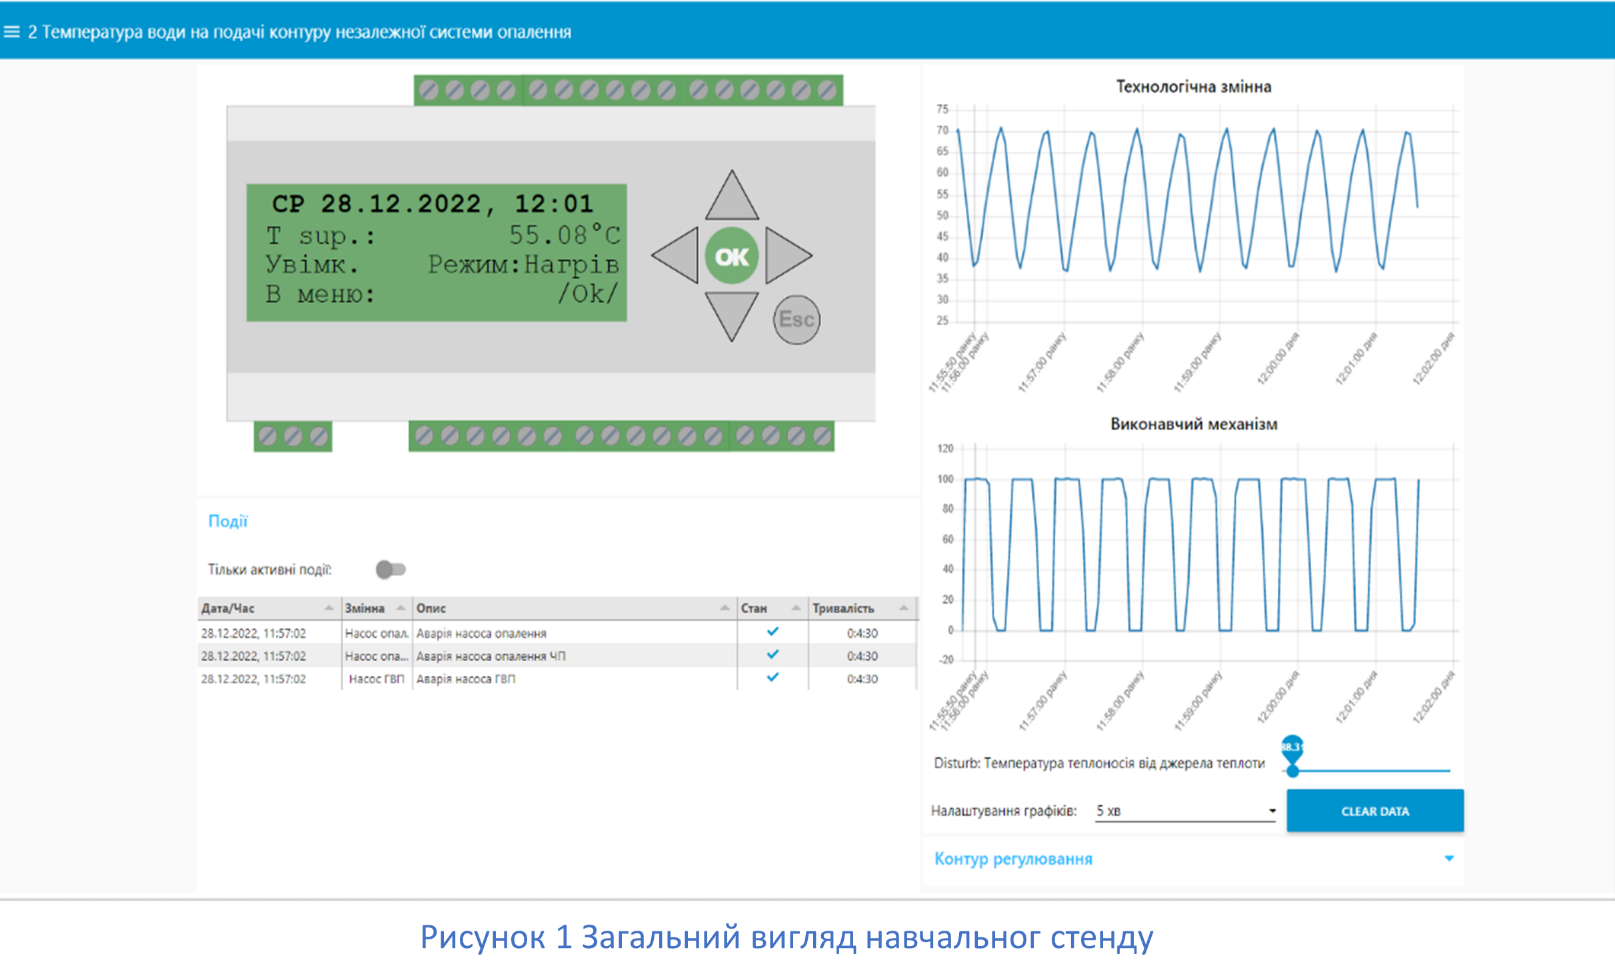 2 Температура води на подачі контуру незалежної системи опалення
СР 28.12.2022, 12:01
T sup.: 55.08°C
Увімк. Режим:Нагрів
В меню: /Ok/
OK
Esc
Події
Тільки активні події:
Дата/Час Змінна Опис Стан Тривалість
28.12.2022, 11:57:02 Насос опал. Аварія насоса опалення 0:4:30
28.12.2022, 11:57:02 Насос опа... Аварія насоса опалення ЧП 0:4:30
28.12.2022, 11:57:02 Насос ГВП Аварія насоса ГВП 0:4:30
Технологічна змінна
75
70
65
60
55
50
45
40
35
30
25
11:55:50 ранку
11:56:00 ранку
11:57:00 ранку
11:58:00 ранку
11:59:00 ранку
12:00:00 дня
12:01:00 дня
12:02:00 дня
Виконавчий механізм
120
100
80
60
40
20
0
-20
11:55:50 ранку
11:56:00 ранку
11:57:00 ранку
11:58:00 ранку
11:59:00 ранку
12:00:00 дня
12:01:00 дня
12:02:00 дня
Disturb: Температура теплоносія від джерела теплоти
Налаштування графіків: 5 хв CLEAR DATA
Контур регулювання
Рисунок 1 Загальний вигляд навчальног стенду